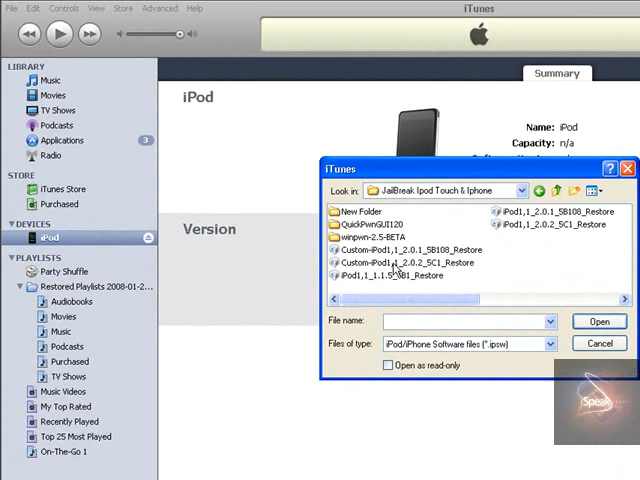 File Edit Controls View Store Advanced Help
iTunes
LIBRARY
Music
Movies
TV Shows
Podcasts
Applications 3
Radio
STORE
iTunes Store
Purchased
DEVICES
iPod
PLAYLISTS
Party Shuffle
Restored Playlists 2008-01-2...
Audiobooks
Movies
Music
Podcasts
Purchased
TV Shows
Music Videos
My Top Rated
Recently Played
Top 25 Most Played
On-The-Go 1
Summary
iPod
Name: iPod
Capacity: n/a
Version
iTunes
Look in: JailBreak Ipod Touch & Iphone
New Folder
QuickPwnGUI120
winpwn-2.5-BETA
Custom-iPod1,1_2.0.1_5B108_Restore
Custom-iPod1,1_2.0.2_5C1_Restore
iPod1,1_2.0.1_5B108_Restore
iPod1,1_2.0.2_5C1_Restore
File name:
Open
Files of type: iPod/iPhone Software files (*.ipsw)
Cancel
Open as read-only
iSpeak